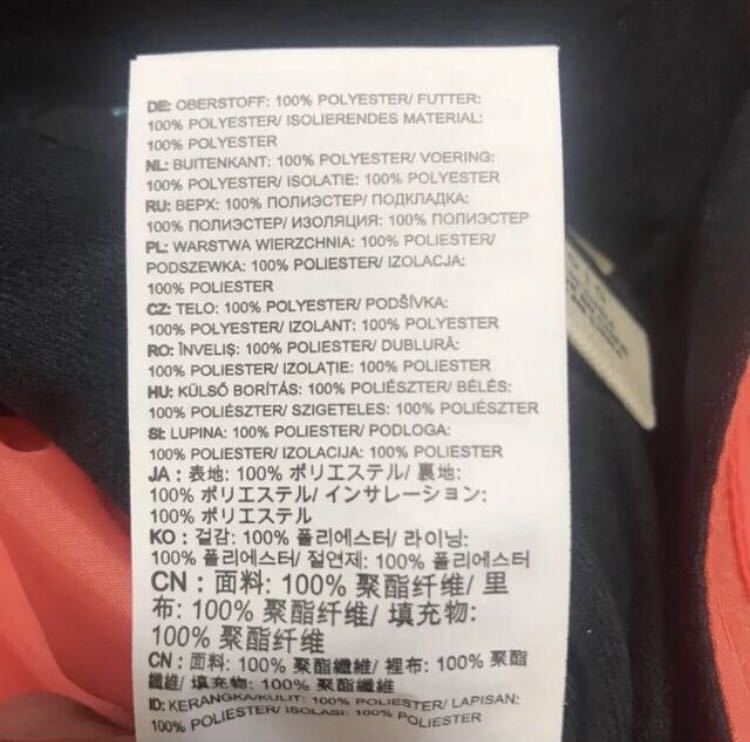 DE: OBERSTOFF: 100% POLYESTER/ FUTTER:
100% POLYESTER/ ISOLIERENDES MATERIAL:
100% POLYESTER
NL: BUITENKANT: 100% POLYESTER/ VOERING:
100% POLYESTER/ ISOLATIE: 100% POLYESTER
RU: ВЕРХ: 100% ПОЛИЭСТЕР/ ПОДКЛАДКА:
100% ПОЛИЭСТЕР/ ИЗОЛЯЦИЯ: 100% ПОЛИЭСТЕР
PL: WARSTWA WIERZCHNIA: 100% POLIESTER/
PODSZEWKA: 100% POLIESTER/ IZOLACJA:
100% POLIESTER
CZ: TELO: 100% POLYESTER/ PODŠÍVKA:
100% POLYESTER/ IZOLANT: 100% POLYESTER
RO: ÎNVELIŞ: 100% POLIESTER/ DUBLURĂ:
100% POLIESTER/ IZOLAŢIE: 100% POLIESTER
HU: KÜLSŐ BORÍTÁS: 100% POLIÉSZTER/ BÉLÉS:
100% POLIÉSZTER/ SZIGETELES: 100% POLIÉSZTER
SI: LUPINA: 100% POLIESTER/ PODLOGA:
100% POLIESTER/ IZOLACIJA: 100% POLIESTER
JA : 表地: 100% ポリエステル/ 裏地:
100% ポリエステル/ インサレーション:
100% ポリエステル
KO : 겉감: 100% 폴리에스터/ 라이닝:
100% 폴리에스터/ 절연제: 100% 폴리에스터
CN : 面料: 100% 聚酯纤维/ 里
布: 100% 聚酯纤维/ 填充物:
100% 聚酯纤维
CN : 面料: 100% 聚酯纖維/ 裡布: 100% 聚酯
纖維/ 填充物: 100% 聚酯纖維
ID: KERANGKA/KULIT: 100% POLIESTER/ LAPISAN:
100% POLIESTER/ ISOLASI: 100% POLIESTER